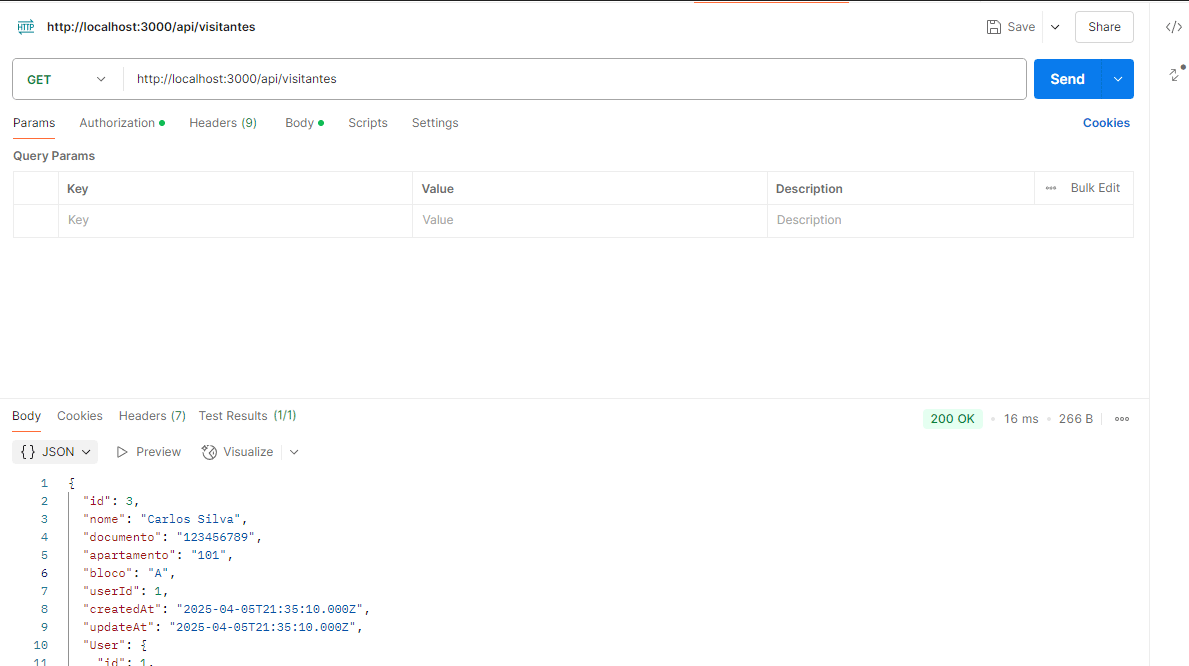 HTTP http://localhost:3000/api/visitantes Save Share
GET http://localhost:3000/api/visitantes Send
Params Authorization Headers (9) Body Scripts Settings Cookies
Query Params
Key Value Description Bulk Edit
Key Value Description
Body Cookies Headers (7) Test Results (1/1) 200 OK 16 ms 266 B
{} JSON Preview Visualize
1 {
2 "id": 3,
3 "nome": "Carlos Silva",
4 "documento": "123456789",
5 "apartamento": "101",
6 "bloco": "A",
7 "userId": 1,
8 "createdAt": "2025-04-05T21:35:10.000Z",
9 "updateAt": "2025-04-05T21:35:10.000Z",
10 "User": {
11 "id": 1,